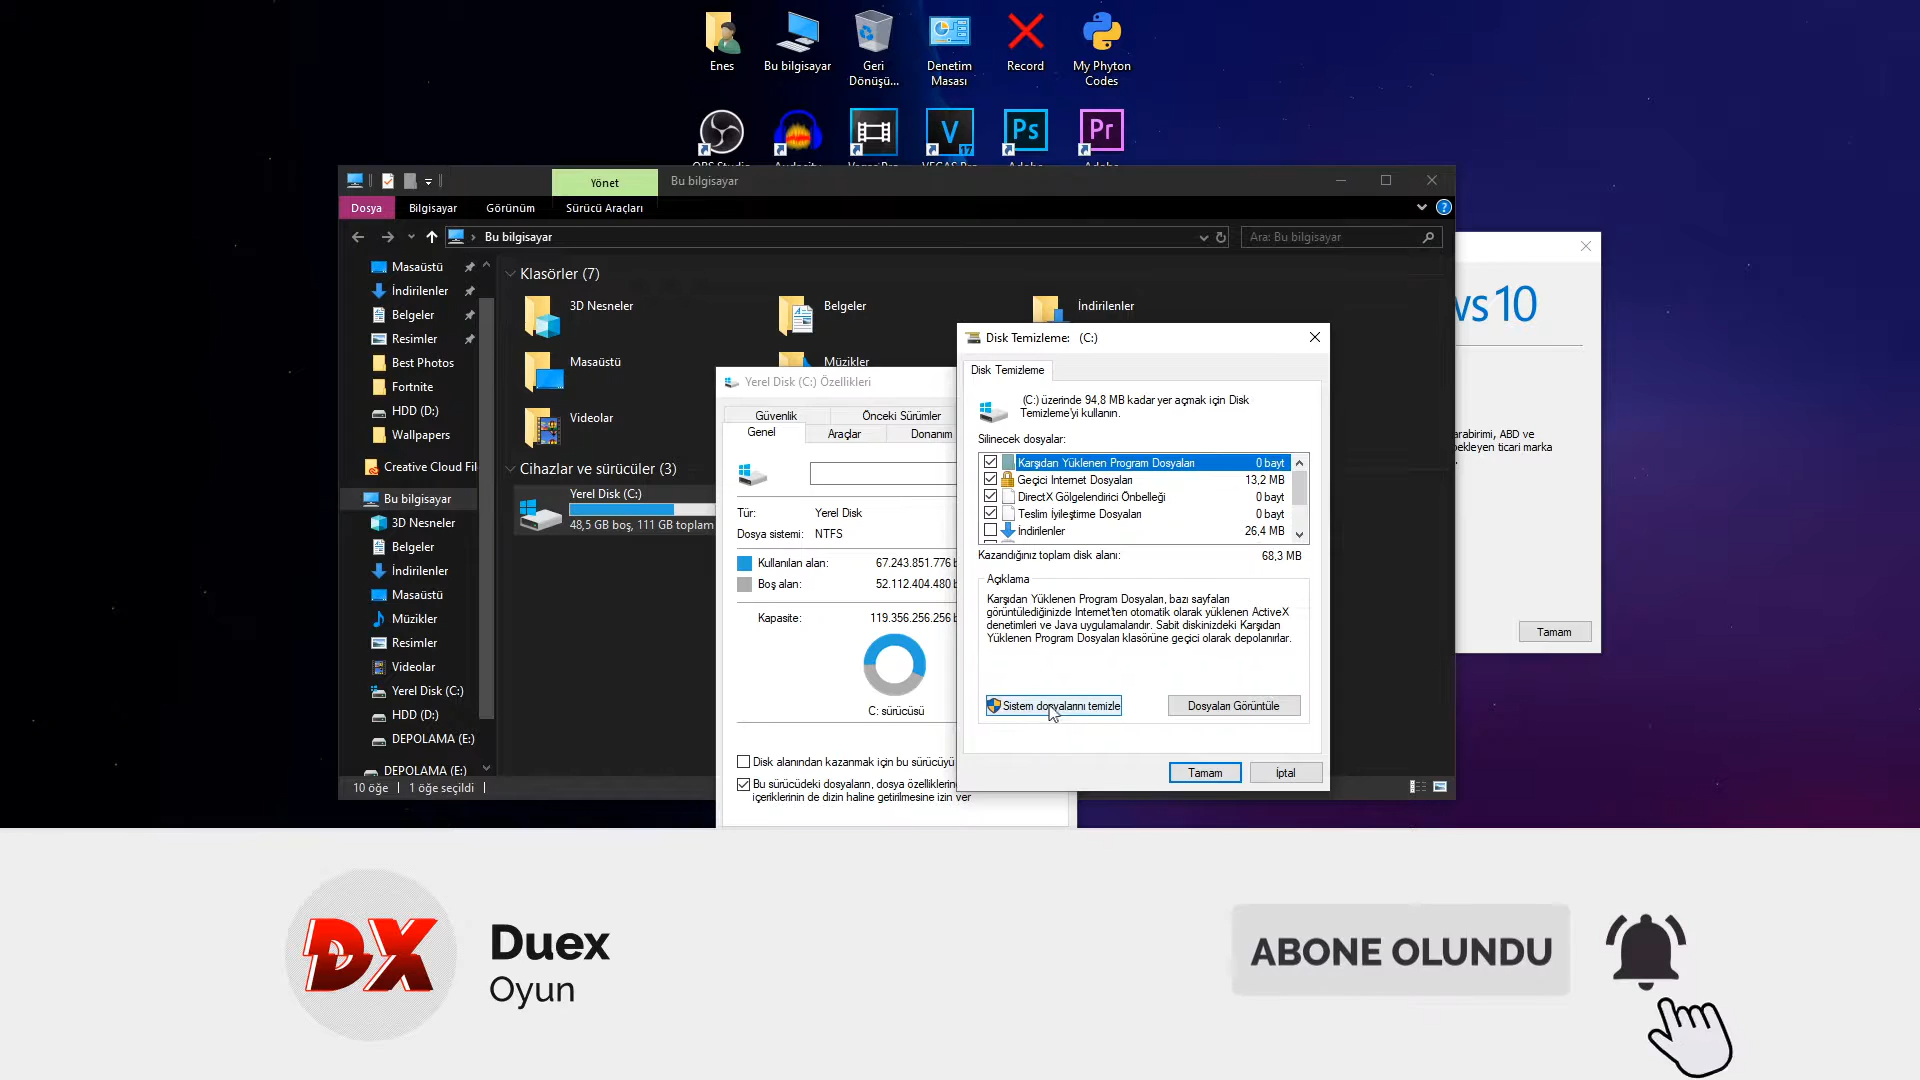 Enes
Bu bilgisayar
Geri
Dönüşü...
Denetim
Masası
Record
My Phyton
Codes
V
17
Ps
Pr
Yönet
Bu bilgisayar
Dosya
Bilgisayar
Görünüm
Sürücü Araçları
Bu bilgisayar
Ara: Bu bilgisayar
Masaüstü
İndirilenler
Belgeler
Resimler
Best Photos
Fortnite
HDD (D:)
Wallpapers
Creative Cloud Fil
Bu bilgisayar
3D Nesneler
Belgeler
İndirilenler
Masaüstü
Müzikler
Resimler
Videolar
Yerel Disk (C:)
HDD (D:)
DEPOLAMA (E:)
DEPOLAMA (E:)
10 öğe
1 öğe seçildi
Klasörler (7)
3D Nesneler
Belgeler
İndirilenler
Masaüstü
Müzikler
Videolar
Cihazlar ve sürücüler (3)
Yerel Disk (C:)
48,5 GB boş, 111 GB toplam
Yerel Disk (C:) Özellikleri
Güvenlik
Önceki Sürümler
Genel
Araçlar
Donanım
Tür:
Yerel Disk
Dosya sistemi:
NTFS
Kullanılan alan:
67.243.851.776 b
Boş alan:
52.112.404.480 b
Kapasite:
119.356.256.256 b
C: sürücüsü
Disk alanından kazanmak için bu sürücüyü
Bu sürücüdeki dosyaların, dosya özelliklerin
içeriklerinin de dizin haline getirilmesine izin ver
Disk Temizleme: (C:)
Disk Temizleme
(C:) üzerinde 94,8 MB kadar yer açmak için Disk
Temizleme'yi kullanın.
Silinecek dosyalar:
Karşıdan Yüklenen Program Dosyaları
0 bayt
Geçici Internet Dosyaları
13,2 MB
DirectX Gölgelendirici Önbelleği
0 bayt
Teslim İyileştirme Dosyaları
0 bayt
İndirilenler
26,4 MB
Kazandığınız toplam disk alanı:
68,3 MB
Açıklama
Karşıdan Yüklenen Program Dosyaları, bazı sayfaları
görüntülediğinizde Internet'ten otomatik olarak yüklenen ActiveX
denetimleri ve Java uygulamalarıdır. Sabit diskinizdeki Karşıdan
Yüklenen Program Dosyaları klasörüne geçici olarak depolanırlar.
Sistem dosyalarını temizle
Dosyaları Görüntüle
Tamam
İptal
ws 10
arabirimi, ABD ve
bekleyen ticari marka
Tamam
DX
Duex
Oyun
ABONE OLUNDU